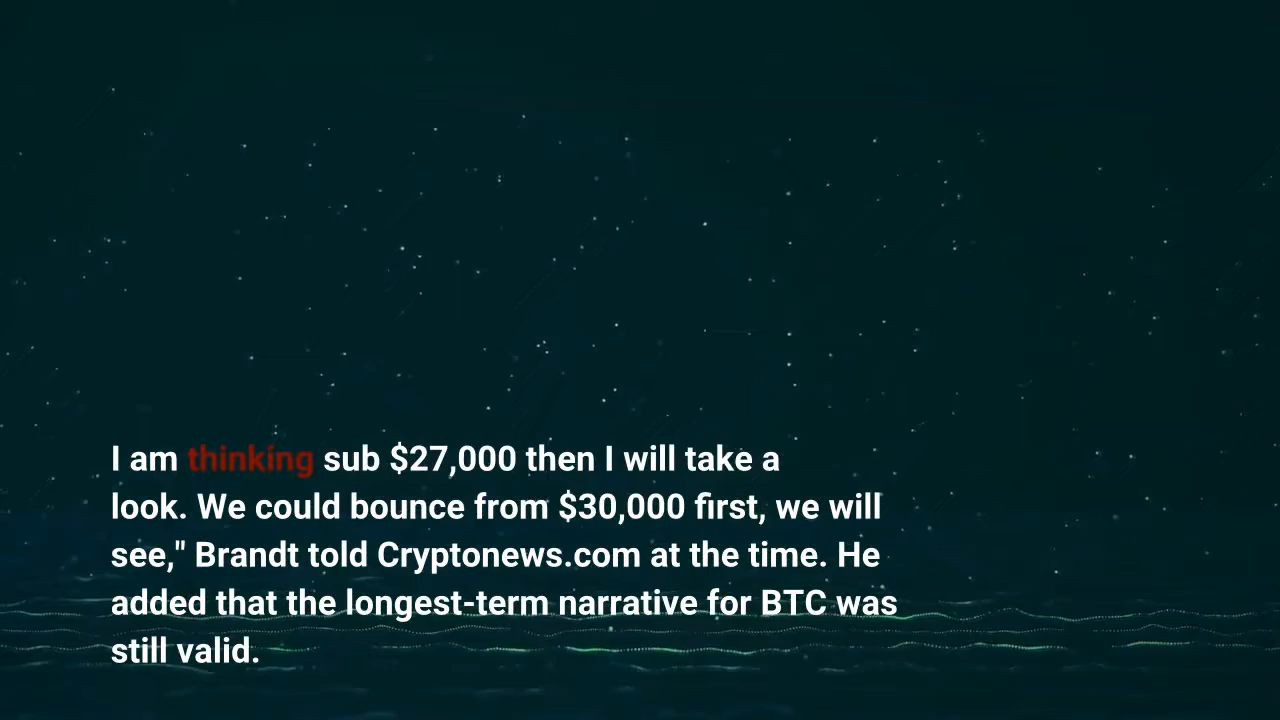 I am thinking sub $27,000 then I will take a
look. We could bounce from $30,000 first, we will
see," Brandt told Cryptonews.com at the time. He
added that the longest-term narrative for BTC was
still valid.